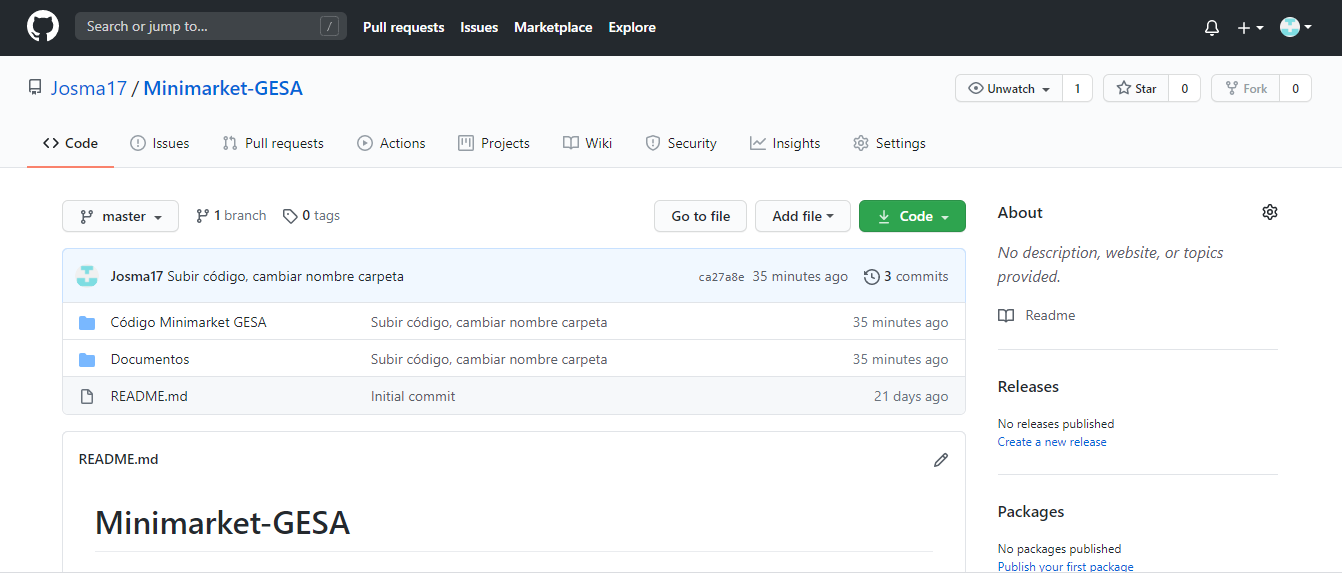 Search or jump to... / Pull requests Issues Marketplace Explore
Josma17 / Minimarket-GESA Unwatch 1 Star 0 Fork 0
Code Issues Pull requests Actions Projects Wiki Security Insights Settings
master 1 branch 0 tags Go to file Add file Code
Josma17 Subir código, cambiar nombre carpeta ca27a8e 35 minutes ago 3 commits
Código Minimarket GESA Subir código, cambiar nombre carpeta 35 minutes ago
Documentos Subir código, cambiar nombre carpeta 35 minutes ago
README.md Initial commit 21 days ago
README.md
Minimarket-GESA
About
No description, website, or topics
provided.
Readme
Releases
No releases published
Create a new release
Packages
No packages published
Publish your first package